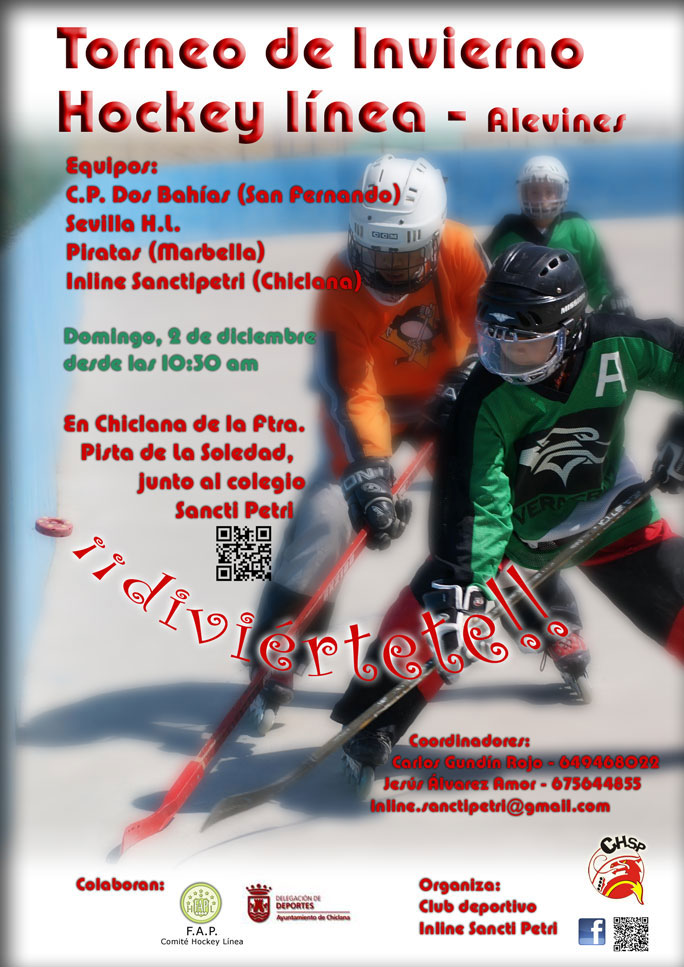 Torneo de Invierno
Hockey línea - Alevines
Equipos:
C.P. Dos Bahías (San Fernando)
Sevilla H.L.
Piratas (Marbella)
Inline Sanctipetri (Chiclana)
Domingo, 2 de diciembre
desde las 10:30 am
En Chiclana de la Ftra.
Pista de La Soledad,
junto al colegio
Sancti Petri
¡¡diviértete!!
A
Coordinadores:
Carlos Gundín Rojo - 649468022
Jesús Álvarez Amor - 675644855
inline.sanctipetri@gmail.com
Colaboran:
F.A.P.
Comité Hockey Línea
DELEGACIÓN DE
DEPORTES
Ayuntamiento de Chiclana
Organiza:
Club deportivo
Inline Sancti Petri
CHSP
f